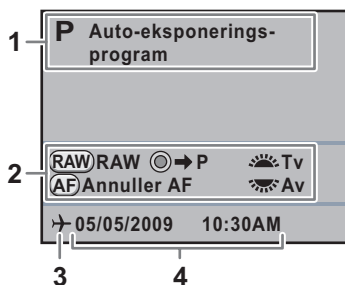 1
P Auto-eksponerings-
program
2
RAW RAW ➔ P Tv
AF Annuller AF Av
05/05/2009 10:30AM
3 4